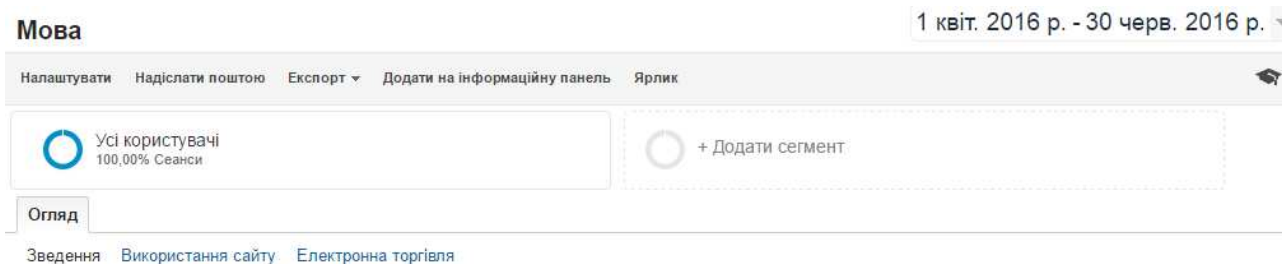 Мова
1 квіт. 2016 р. - 30 черв. 2016 р.
Налаштувати Надіслати поштою Експорт Додати на інформаційну панель Ярлик
Усі користувачі
100,00% Сеанси
+ Додати сегмент
Огляд
Зведення Використання сайту Електронна торгівля